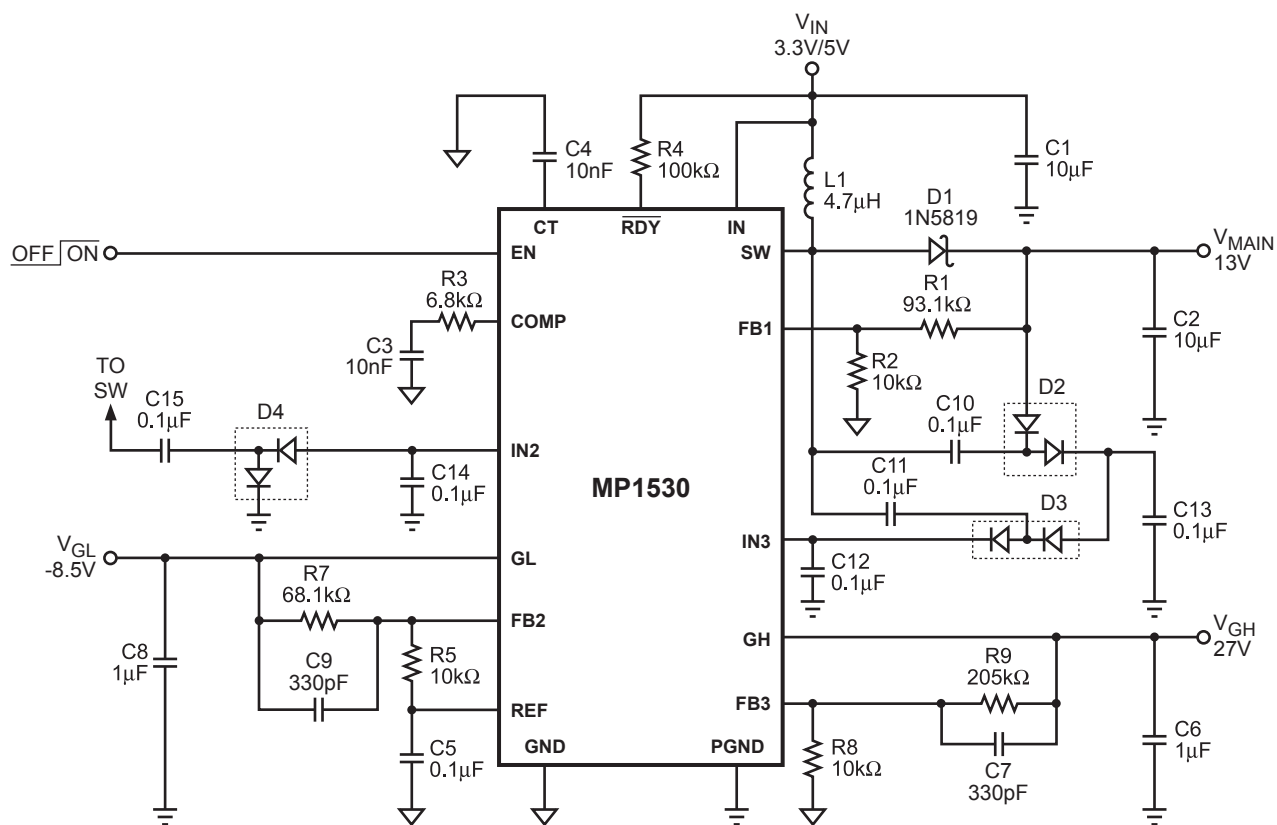 VIN
3.3V/5V
C4
10nF
R4
100kΩ
C1
10µF
L1
4.7µH
D1
1N5819
CT
RDY
IN
OFF ON
EN
SW
VMAIN
13V
R3
6.8kΩ
COMP
R1
93.1kΩ
FB1
C2
10µF
C3
10nF
R2
10kΩ
TO
SW
C15
0.1µF
D4
D2
C10
0.1µF
IN2
C14
0.1µF
MP1530
C11
0.1µF
D3
C13
0.1µF
IN3
C12
0.1µF
VGL
-8.5V
GL
R7
68.1kΩ
FB2
GH
VGH
27V
C8
1µF
C9
330pF
R5
10kΩ
R9
205kΩ
FB3
REF
C5
0.1µF
GND
PGND
R8
10kΩ
C7
330pF
C6
1µF